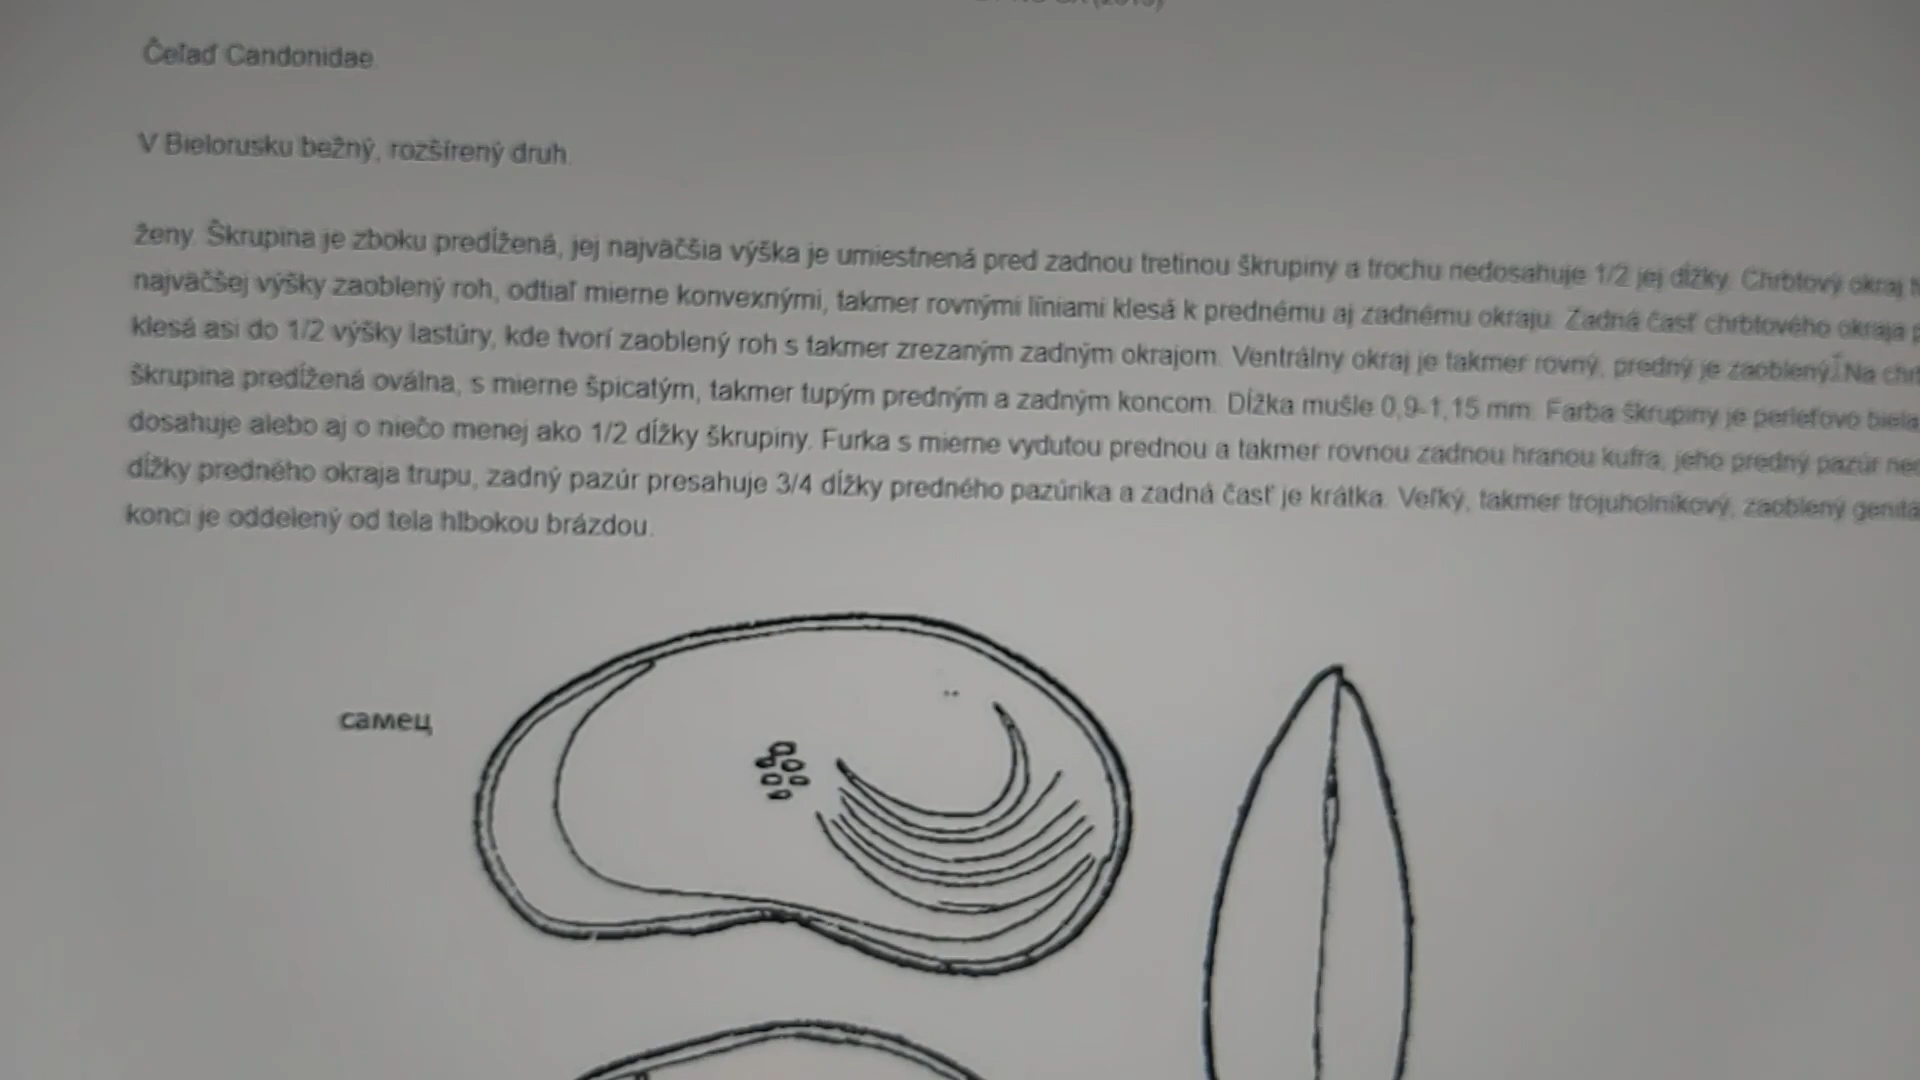 Čeľaď Candonidae
V Bielorusku bežný, rozšírený druh.
ženy. Škrupina je zboku predĺžená, jej najväčšia výška je umiestnená pred zadnou tretinou škrupiny a trochu nedosahuje 1/2 jej dĺžky. Chrbtový okraj
najväčšej výšky zaoblený roh, odtiaľ mierne konvexnými, takmer rovnými líniami klesá k prednému aj zadnému okraju. Zadná časť chrbtového okraja
klesá asi do 1/2 výšky lastúry, kde tvorí zaoblený roh s takmer zrezaným zadným okrajom. Ventrálny okraj je takmer rovný, predný je zaoblený. Na
škrupina predĺžená oválna, s mierne špicatým, takmer tupým predným a zadným koncom. Dĺžka mušle 0,9-1,15 mm. Farba škrupiny je perleťovo biela
dosahuje alebo aj o niečo menej ako 1/2 dĺžky škrupiny. Furka s mierne vydutou prednou a takmer rovnou zadnou hranou kufra, jeho predný pazúr
dĺžky predného okraja trupu, zadný pazúr presahuje 3/4 dĺžky predného pazúrika a zadná časť je krátka. Veľký, takmer trojuholníkový, zaoblený
konci je oddelený od tela hlbokou brázdou.
самец